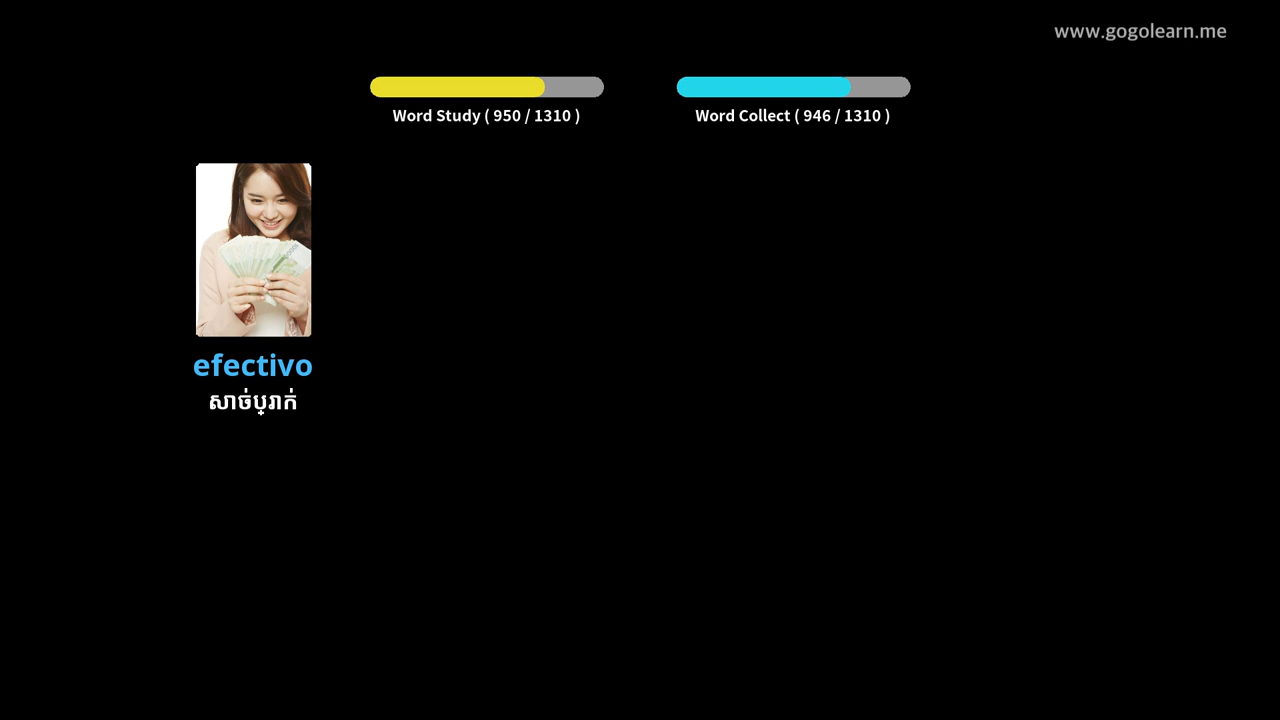 www.gogolearn.me
Word Study ( 950 / 1310 )
Word Collect ( 946 / 1310 )
efectivo
សាច់ប្រាក់